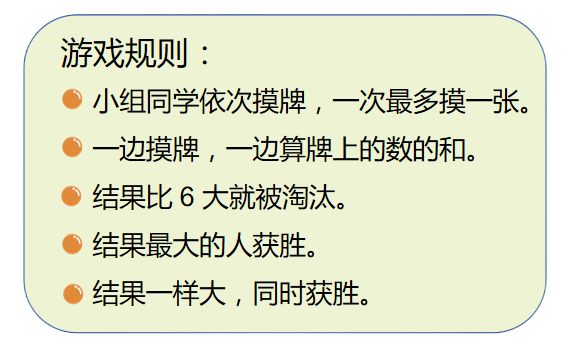 游戏规则：
小组同学依次摸牌，一次最多摸一张。
一边摸牌，一边算牌上的数的和。
结果比 6 大就被淘汰。
结果最大的人获胜。
结果一样大，同时获胜。